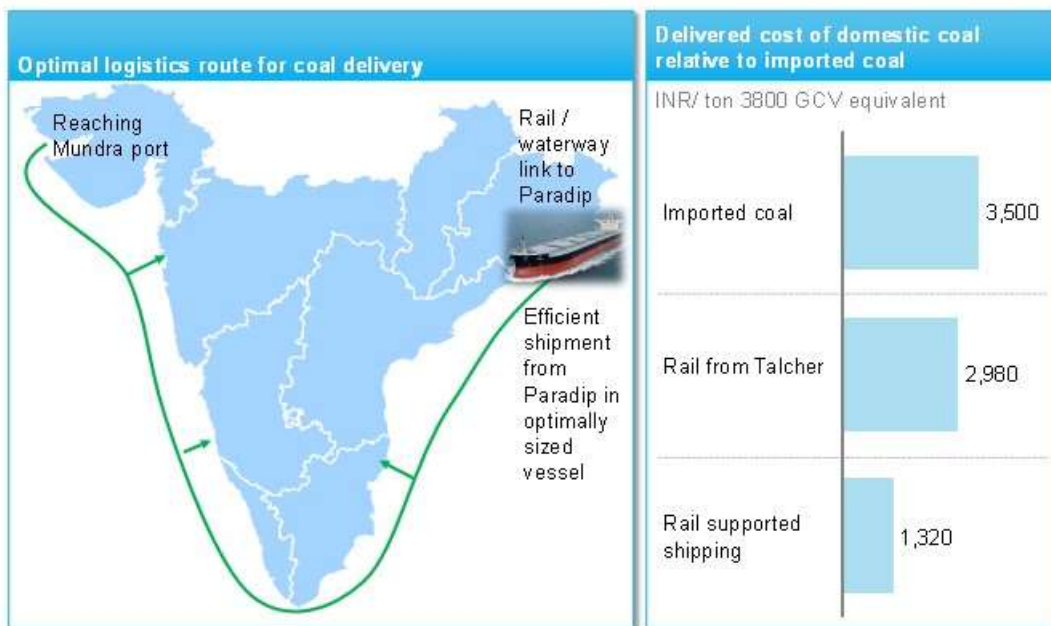 Optimal logistics route for coal delivery
Reaching
Mundra port
Rail /
waterway
link to
Paradip
Efficient
shipment
from
Paradip in
optimally
sized
vessel
Delivered cost of domestic coal
relative to imported coal
INR/ ton 3800 GCV equivalent
Imported coal
3,500
Rail from Talcher
2,980
Rail supported
shipping
1,320